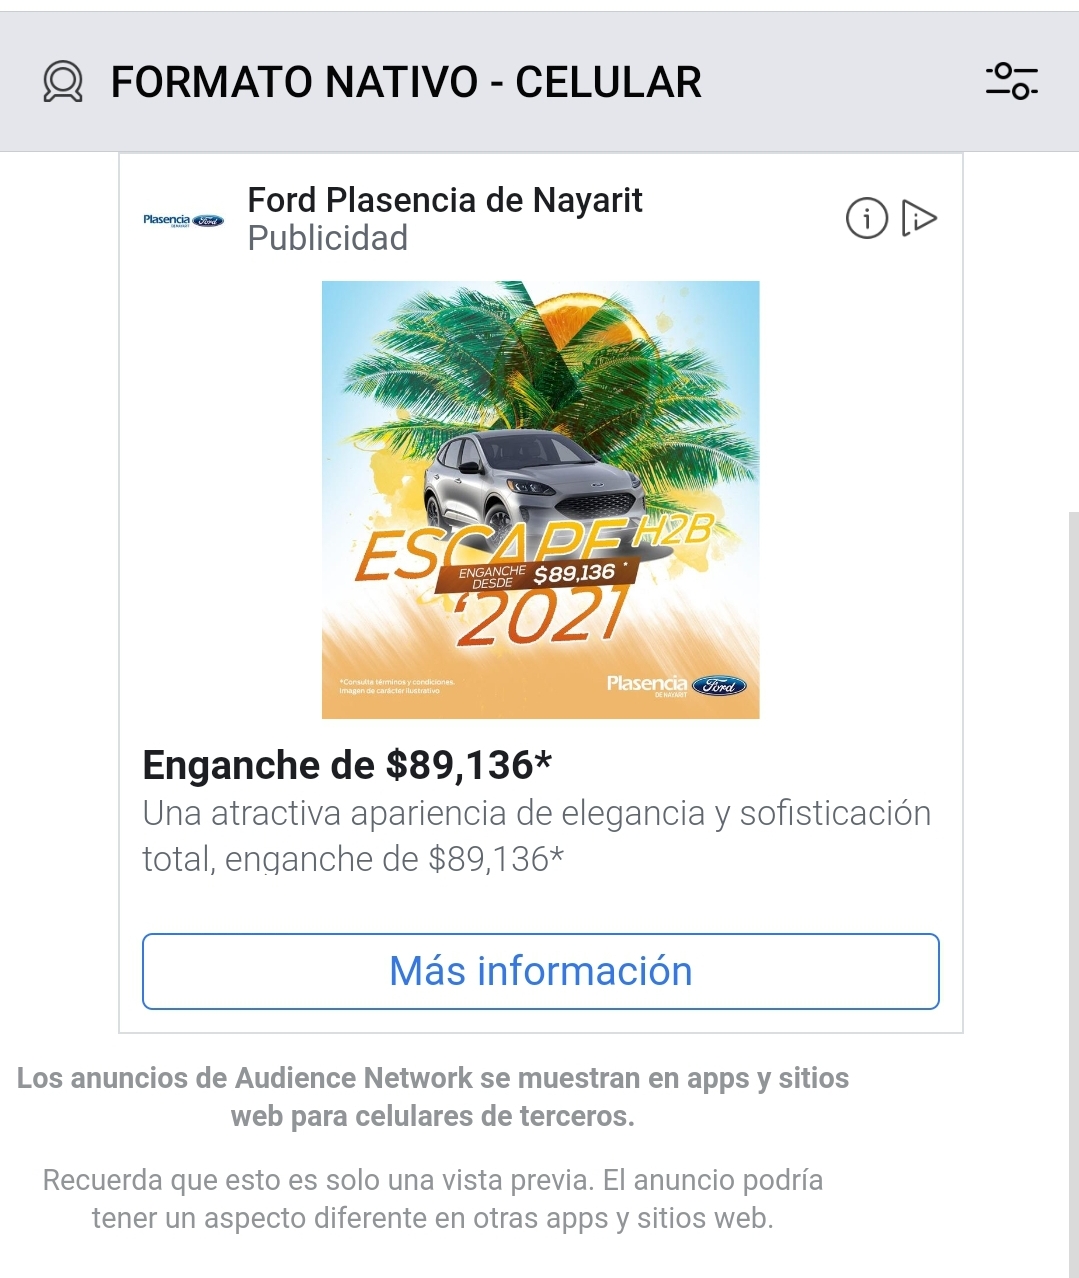 FORMATO NATIVO - CELULAR
Plasencia Ford
DE NAYARIT
Ford Plasencia de Nayarit
Publicidad
ESCAPE H2B
ENGANCHE
DESDE $89,136 *
'2021
*Consulta términos y condiciones.
Imagen de carácter ilustrativo
Plasencia Ford
DE NAYARIT
Enganche de $89,136*
Una atractiva apariencia de elegancia y sofisticación
total, enganche de $89,136*
Más información
Los anuncios de Audience Network se muestran en apps y sitios
web para celulares de terceros.
Recuerda que esto es solo una vista previa. El anuncio podría
tener un aspecto diferente en otras apps y sitios web.